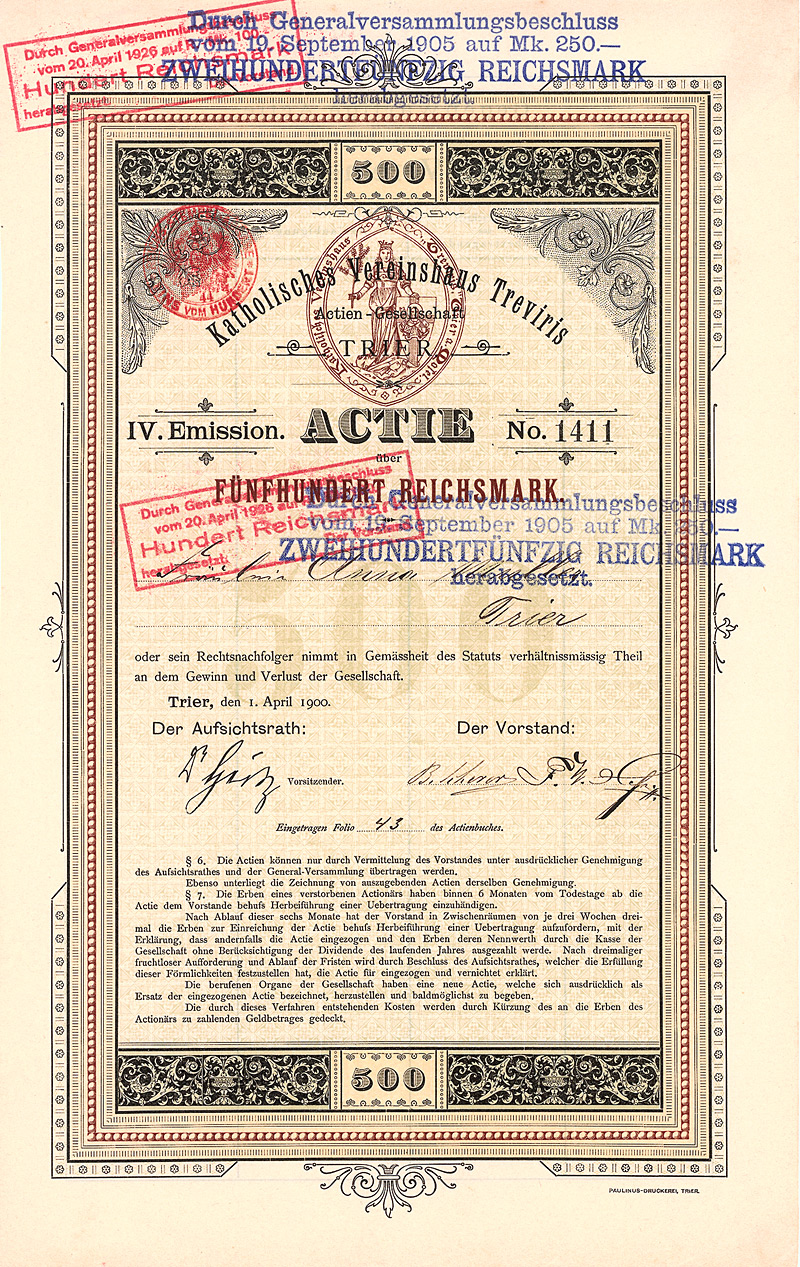 Durch Generalversammlungsbeschluss
vom 19. September 1905 auf Mk. 250.—
ZWEIHUNDERTFÜNFZIG REICHSMARK
herabgesetzt.
Durch Generalversammlungsbeschluss
vom 20. April 1926 auf Mk. 100.-
Hundert Reichsmark
herabgesetzt. Der Vorstand
500
VOM HUNDERT
Katholisches Vereinshaus Treviris
Actien-Gesellschaft
TRIER
IV. Emission. ACTIE No. 1411
über
FÜNFHUNDERT REICHSMARK.
Durch Generalversammlungsbeschluss
vom 20. April 1926 auf
Hundert Reichsmark
herabgesetzt. Der Vorstand
Durch Generalversammlungsbeschluss
vom 19. September 1905 auf Mk. 250.—
ZWEIHUNDERTFÜNFZIG REICHSMARK
herabgesetzt.
Fräulein Anna
Trier
500
oder sein Rechtsnachfolger nimmt in Gemässheit des Statuts verhältnissmässig Theil
an dem Gewinn und Verlust der Gesellschaft.
Trier, den 1. April 1900.
Der Aufsichtsrath: Der Vorstand:
Vorsitzender.
Eingetragen Folio 43 des Actienbuches.
§ 6. Die Actien können nur durch Vermittelung des Vorstandes unter ausdrücklicher Genehmigung
des Aufsichtsrathes und der General-Versammlung übertragen werden.
Ebenso unterliegt die Zeichnung von auszugebenden Actien derselben Genehmigung.
§ 7. Die Erben eines verstorbenen Actionärs haben binnen 6 Monaten vom Todestage ab die
Actie dem Vorstande behufs Herbeiführung einer Uebertragung einzuhändigen.
Nach Ablauf dieser sechs Monate hat der Vorstand in Zwischenräumen von je drei Wochen drei-
mal die Erben zur Einreichung der Actie behufs Herbeiführung einer Uebertragung aufzufordern, mit der
Erklärung, dass andernfalls die Actie eingezogen und den Erben deren Nennwerth durch die Kasse der
Gesellschaft ohne Berücksichtigung der Dividende des laufenden Jahres ausgezahlt werde. Nach dreimaliger
fruchtloser Aufforderung und Ablauf der Fristen wird durch Beschluss des Aufsichtsrathes, welcher die Erfüllung
dieser Förmlichkeiten festzustellen hat, die Actie für eingezogen und vernichtet erklärt.
Die berufenen Organe der Gesellschaft haben eine neue Actie, welche sich ausdrücklich als
Ersatz der eingezogenen Actie bezeichnet, herzustellen und baldmöglichst zu begeben.
Die durch dieses Verfahren entstehenden Kosten werden durch Kürzung des an die Erben des
Actionärs zu zahlenden Geldbetrages gedeckt.
500
PAULINUS-DRUCKEREI, TRIER.